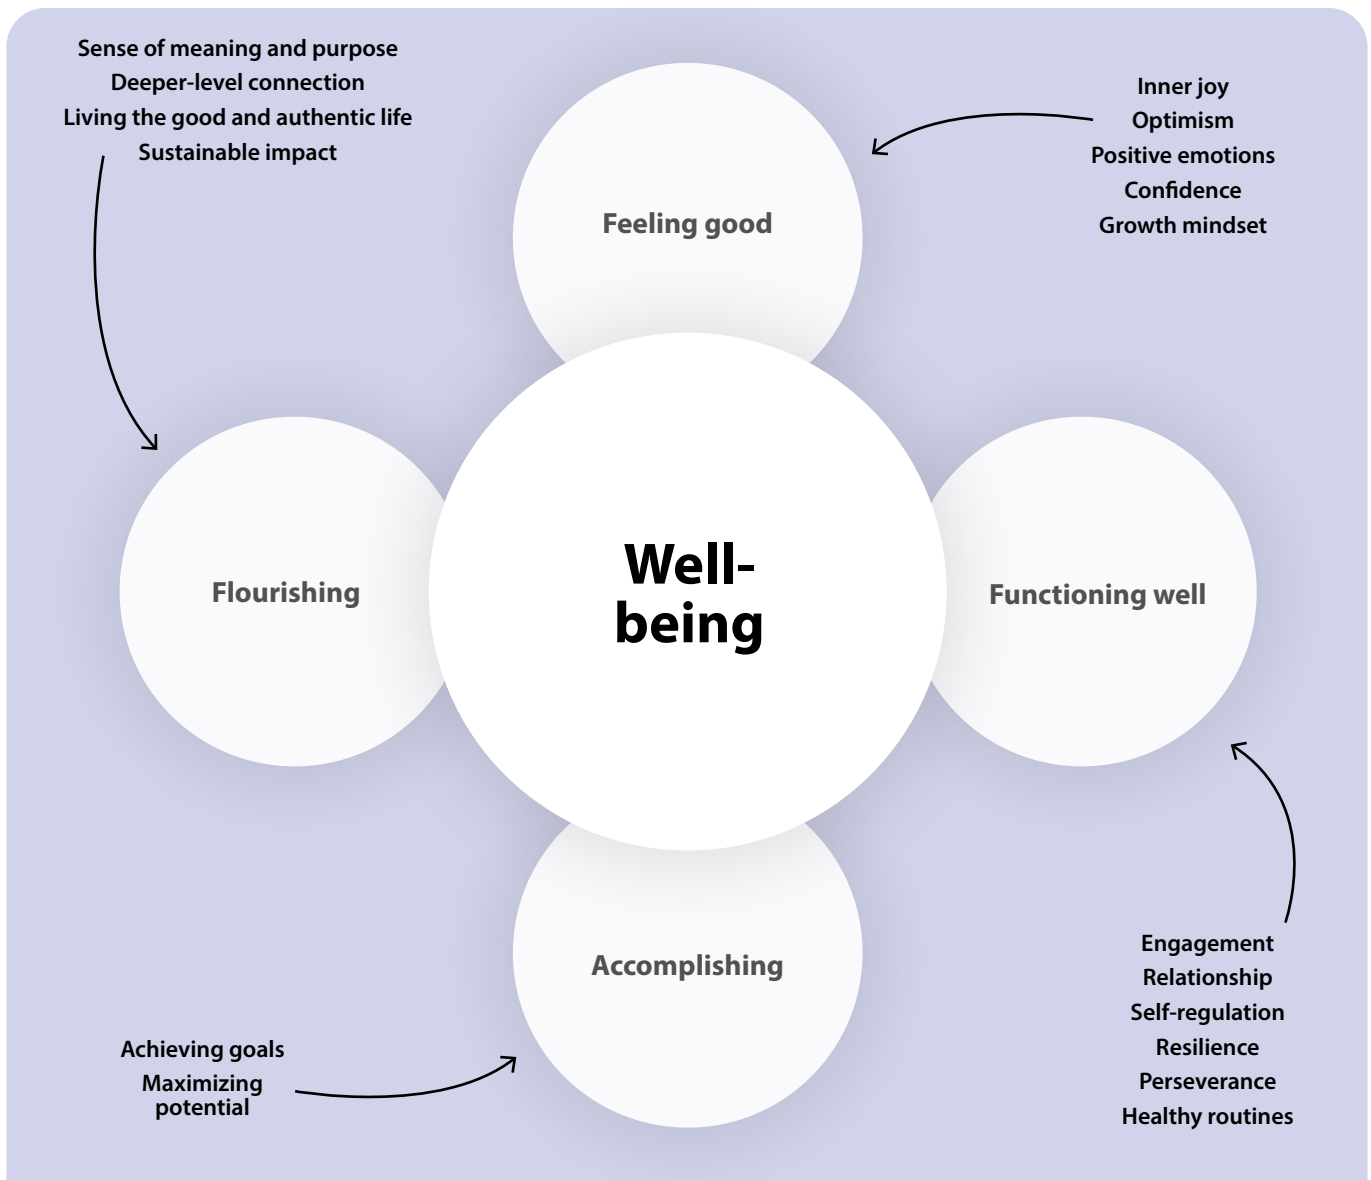 Sense of meaning and purpose
Deeper-level connection
Living the good and authentic life
Sustainable impact
Inner joy
Optimism
Positive emotions
Confidence
Growth mindset
Feeling good
Flourishing
Well-
being
Functioning well
Accomplishing
Achieving goals
Maximizing
potential
Engagement
Relationship
Self-regulation
Resilience
Perseverance
Healthy routines